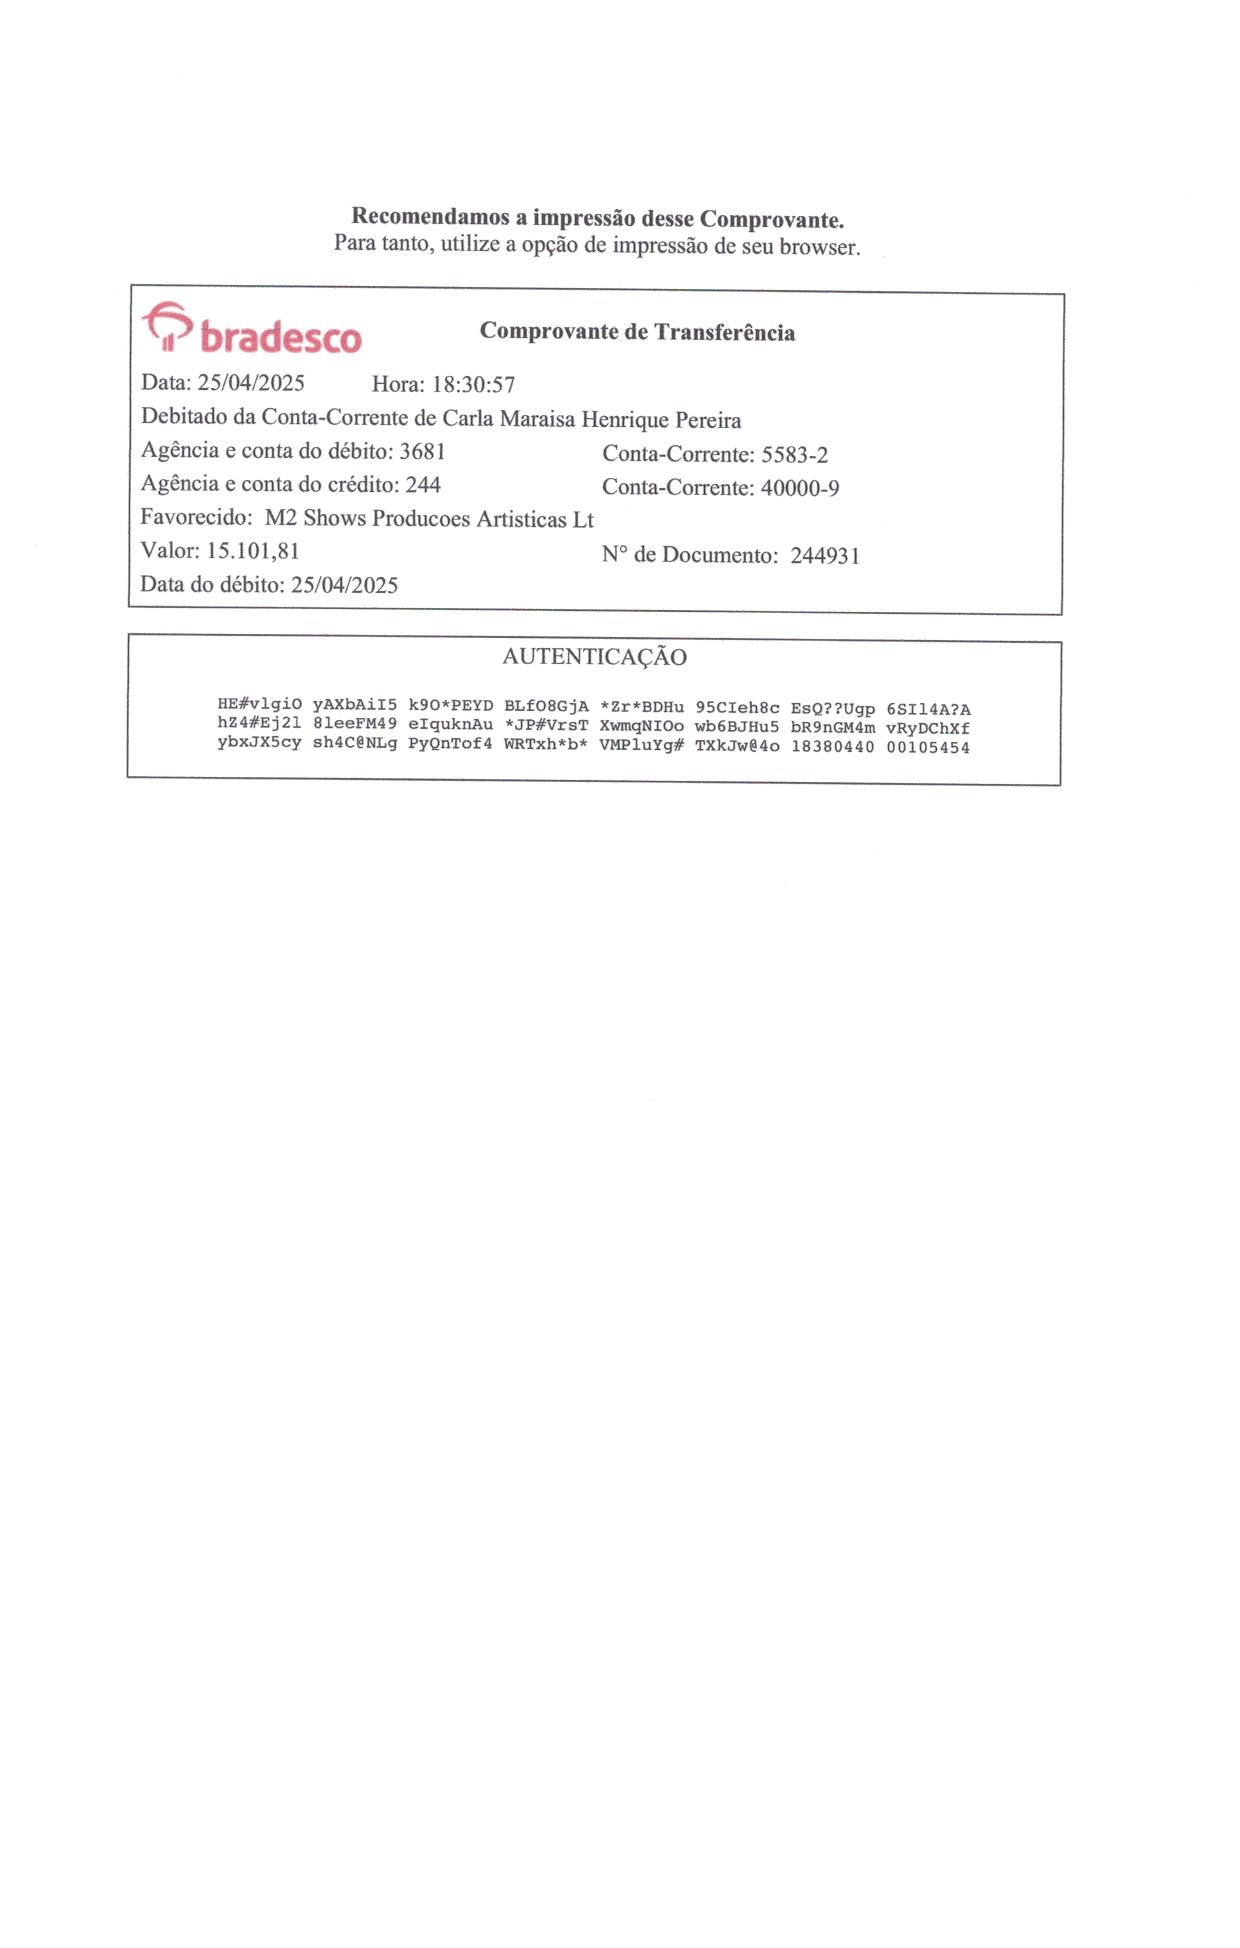 Recomendamos a impressão desse Comprovante.
Para tanto, utilize a opção de impressão de seu browser.
bradesco
Comprovante de Transferência
Data: 25/04/2025 Hora: 18:30:57
Debitado da Conta-Corrente de Carla Maraisa Henrique Pereira
Agência e conta do débito: 3681 Conta-Corrente: 5583-2
Agência e conta do crédito: 244 Conta-Corrente: 40000-9
Favorecido: M2 Shows Producoes Artisticas Lt
Valor: 15.101,81 N° de Documento: 244931
Data do débito: 25/04/2025
AUTENTICAÇÃO
HE#vlgiO yAXbAiI5 k9O*PEYD BLfO8GjA *Zr*BDHu 95CIeh8c EsQ??Ugp 6SIl4A?A
hZ4#Ej2l 8leeFM49 eIquknAu *JP#VrsT XwmqNIOo wb6BJHu5 bR9nGM4m vRyDChXf
ybxJX5cy sh4C@NLg PyQnTof4 WRTxh*b* VMPluYg# TXkJw@4o 18380440 00105454